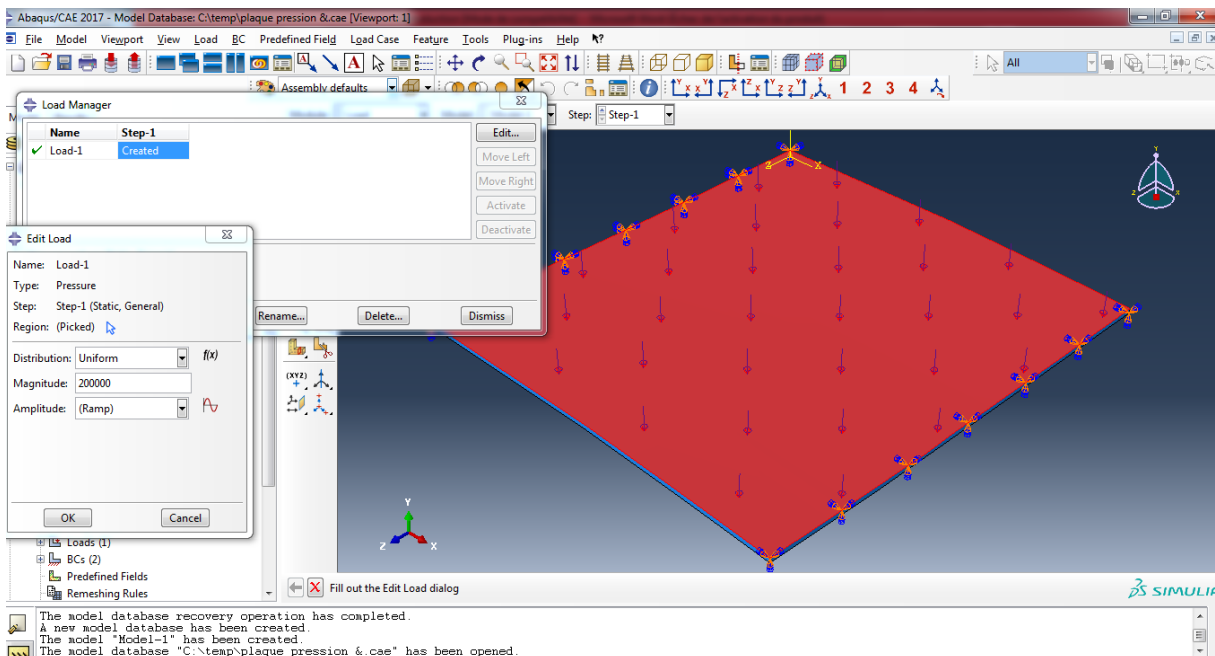 Abaqus/CAE 2017 - Model Database: C:\temp\plaque pression &.cae [Viewport: 1]
File Model Viewport View Load BC Predefined Field Load Case Feature Tools Plug-ins Help
All
Assembly defaults
1 2 3 4
Step: Step-1
Load Manager
Name Step-1
Load-1 Created
Edit...
Move Left
Move Right
Activate
Deactivate
Rename... Delete... Dismiss
Edit Load
Name: Load-1
Type: Pressure
Step: Step-1 (Static, General)
Region: (Picked)
Distribution: Uniform f(x)
Magnitude: 200000
Amplitude: (Ramp)
OK Cancel
(XYZ)
Loads (1)
BCs (2)
Predefined Fields
Remeshing Rules
Z X
Y
Z X
Y
Z X
Fill out the Edit Load dialog
SIMULIA
The model database recovery operation has completed.
A new model database has been created.
The model "Model-1" has been created.
The model database "C:\temp\plaque pression &.cae" has been opened.